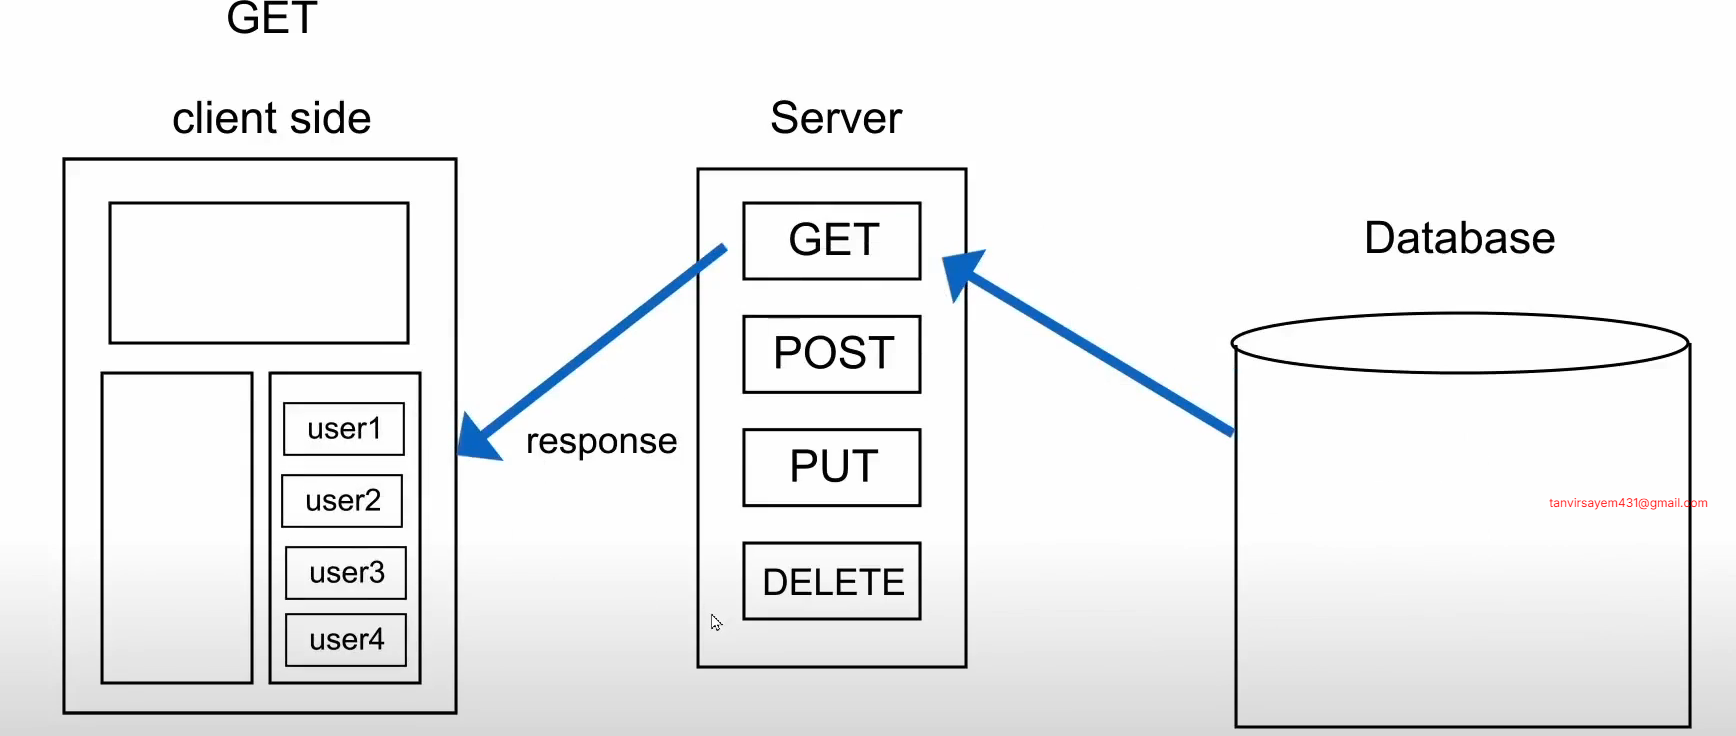 GET
client side
Server
Database
GET
POST
PUT
DELETE
response
user1
user2
user3
user4
tanvirsayem431@gmail.com